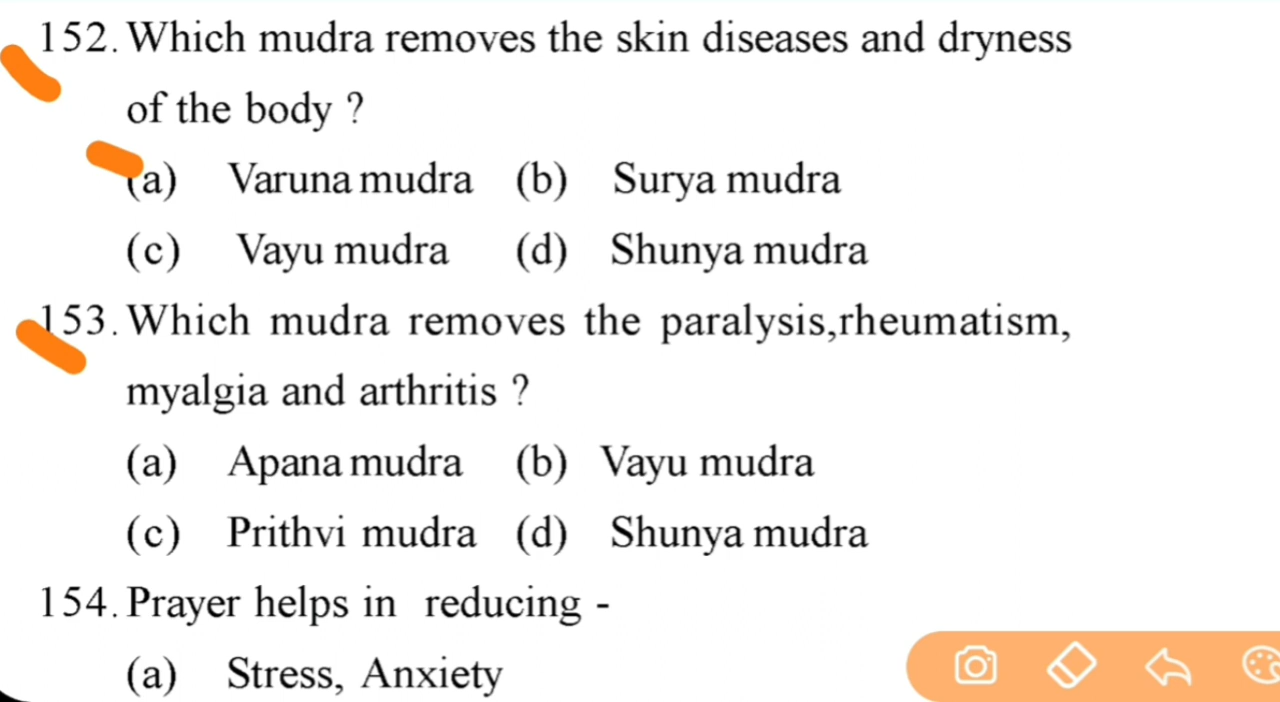 152. Which mudra removes the skin diseases and dryness
of the body ?
(a) Varuna mudra (b) Surya mudra
(c) Vayu mudra (d) Shunya mudra
153. Which mudra removes the paralysis,rheumatism,
myalgia and arthritis ?
(a) Apana mudra (b) Vayu mudra
(c) Prithvi mudra (d) Shunya mudra
154. Prayer helps in reducing -
(a) Stress, Anxiety